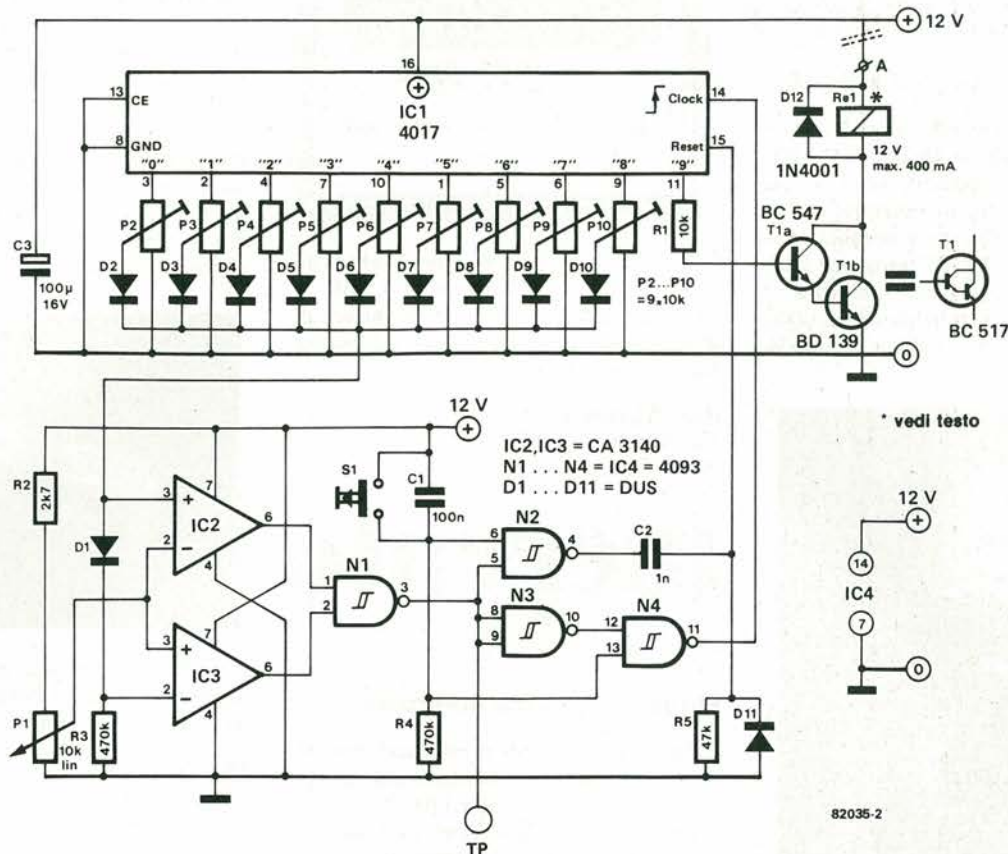 12 V
16
A
13
CE
IC1
4017
Clock
14
D12
Re1
*
8
GND
Reset
15
12 V
max. 400 mA
1N4001
"0"
"1"
"2"
"3"
"4"
"5"
"6"
"7"
"8"
"9"
3
2
4
7
10
1
5
6
9
11
P2
P3
P4
P5
P6
P7
P8
P9
P10
R1
10k
BC 547
T1a
T1b
T1
C3
100µ
16V
D2
D3
D4
D5
D6
D7
D8
D9
D10
P2...P10
=9*10k
BD 139
BC 517
0
12 V
* vedi testo
R2
2k7
S1
C1
100n
IC2,IC3 = CA 3140
N1 ... N4 = IC4 = 4093
D1 ... D11 = DUS
3
+
7
IC2
6
2
–
4
D1
N1
1
2
3
N2
6
5
4
C2
1n
12 V
14
IC4
7
0
N3
8
9
10
N4
12
13
11
3
+
7
IC3
6
2
–
4
P1
10k
lin
R3
470k
R4
470k
R5
47k
D11
TP
82035-2